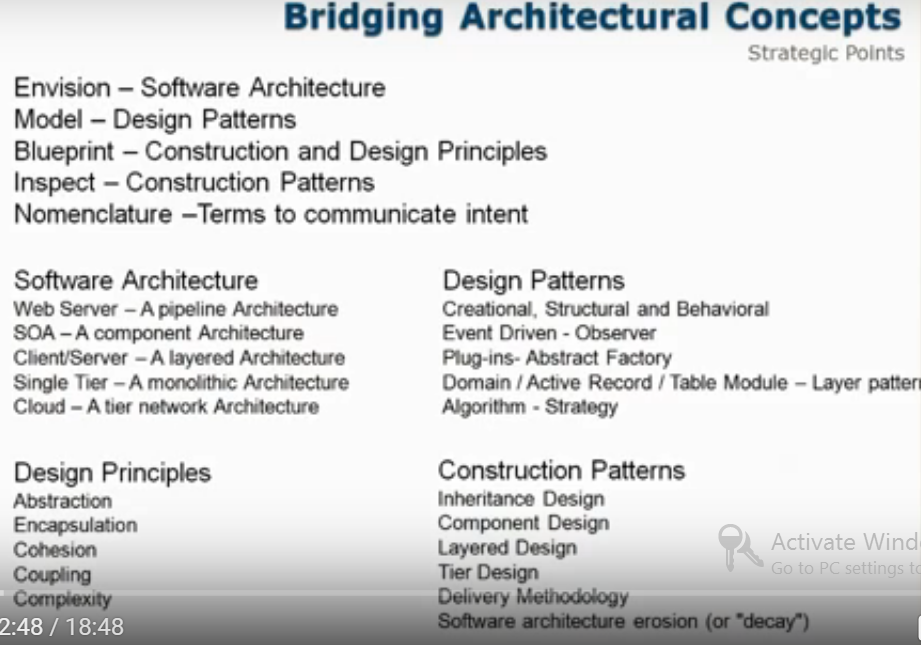 Bridging Architectural Concepts
Strategic Points
Envision – Software Architecture
Model – Design Patterns
Blueprint – Construction and Design Principles
Inspect – Construction Patterns
Nomenclature –Terms to communicate intent
Software Architecture
Web Server – A pipeline Architecture
SOA – A component Architecture
Client/Server – A layered Architecture
Single Tier – A monolithic Architecture
Cloud – A tier network Architecture
Design Patterns
Creational, Structural and Behavioral
Event Driven - Observer
Plug-ins- Abstract Factory
Domain / Active Record / Table Module – Layer
Algorithm - Strategy
Design Principles
Abstraction
Encapsulation
Cohesion
Coupling
Complexity
Construction Patterns
Inheritance Design
Component Design
Layered Design
Tier Design
Delivery Methodology
Software architecture erosion (or "decay")
Activate
Go to PC settings
2:48 / 18:48